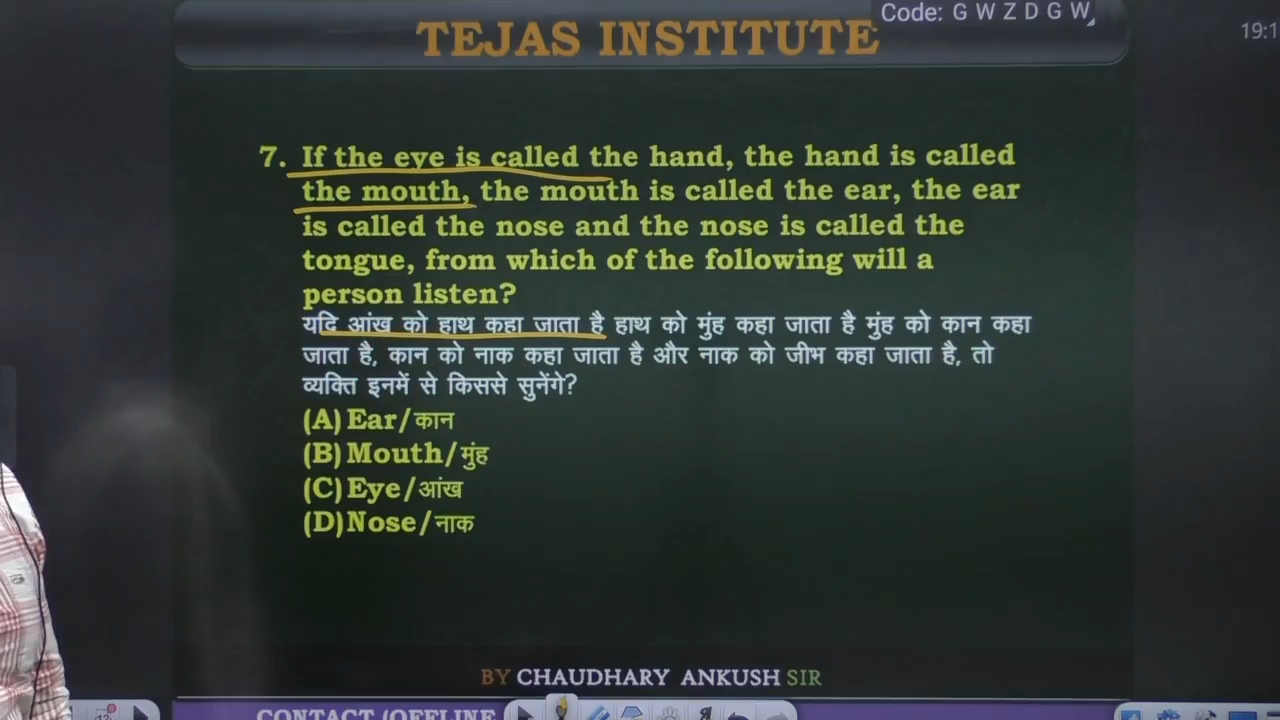 Code: G W Z D G W
TEJAS INSTITUTE
19:1
7. If the eye is called the hand, the hand is called
the mouth, the mouth is called the ear, the ear
is called the nose and the nose is called the
tongue, from which of the following will a
person listen?
यदि आंख को हाथ कहा जाता है हाथ को मुंह कहा जाता है मुंह को कान कहा
जाता है, कान को नाक कहा जाता है और नाक को जीभ कहा जाता है, तो
व्यक्ति इनमें से किससे सुनेंगे?
(A) Ear/कान
(B) Mouth/मुंह
(C) Eye/आंख
(D) Nose/नाक
BY CHAUDHARY ANKUSH SIR
CONTACT (OFFLINE